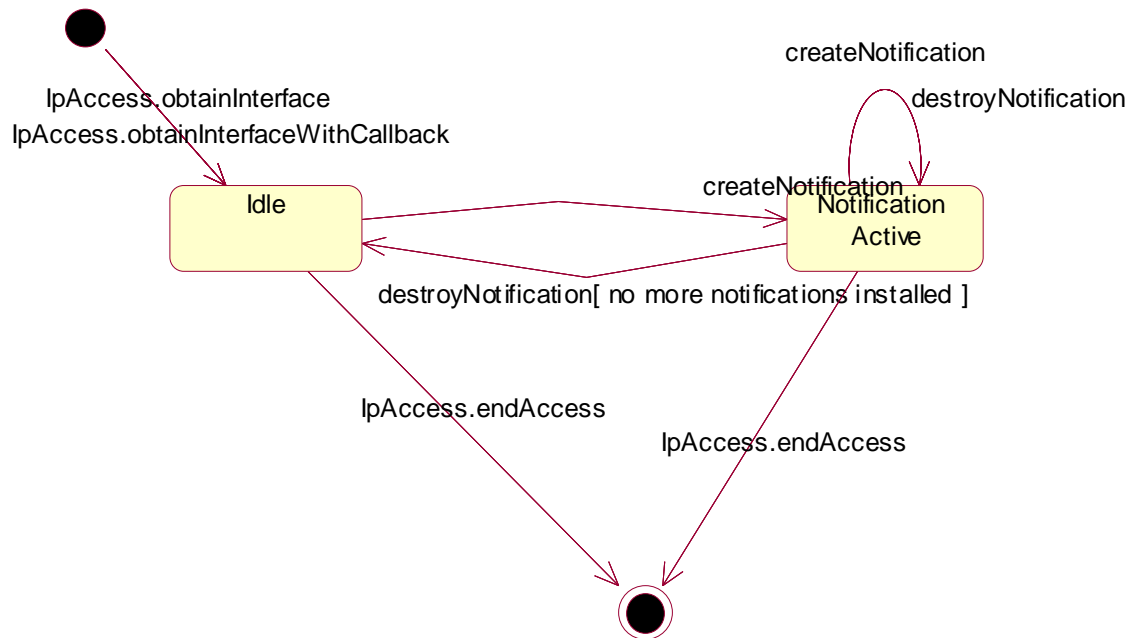 createNotification
destroyNotification
IpAccess.obtainInterface
IpAccess.obtainInterfaceWithCallback
createNotification
Idle
Notification
Active
destroyNotification[ no more notifications installed ]
IpAccess.endAccess
IpAccess.endAccess